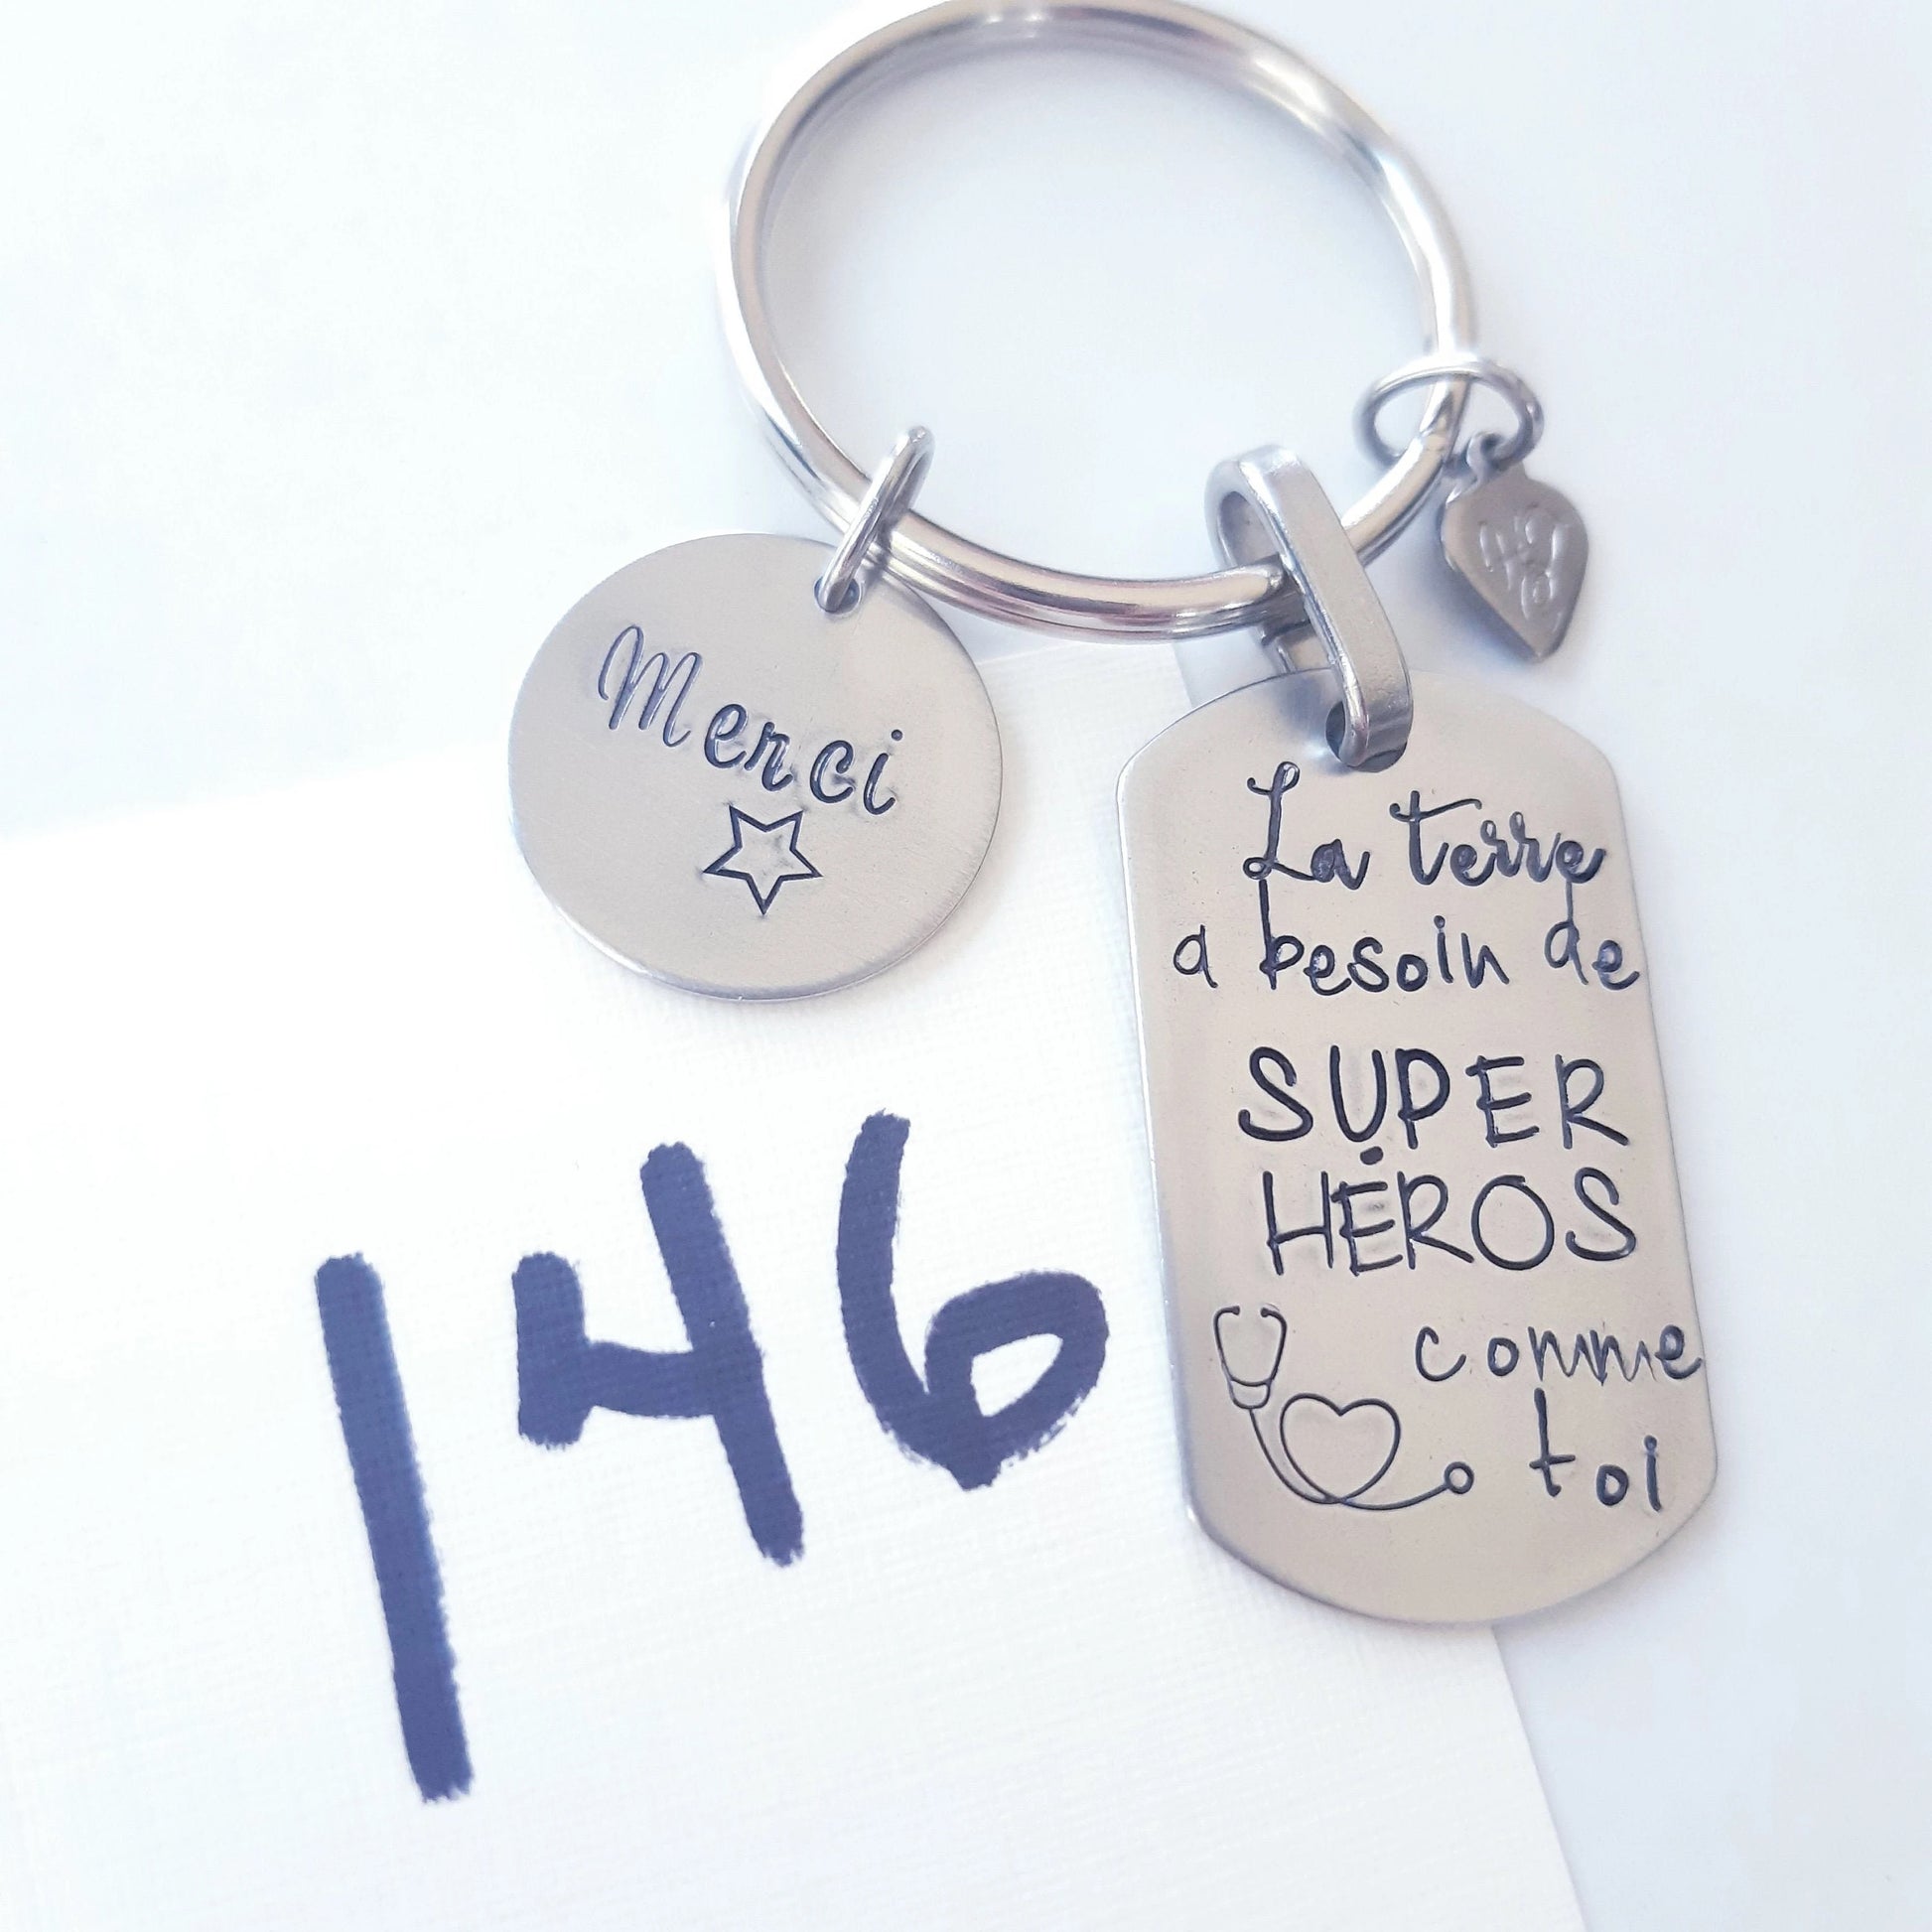 Merci
La terre
a besoin de
SUPER
HÉROS
comme
toi
146